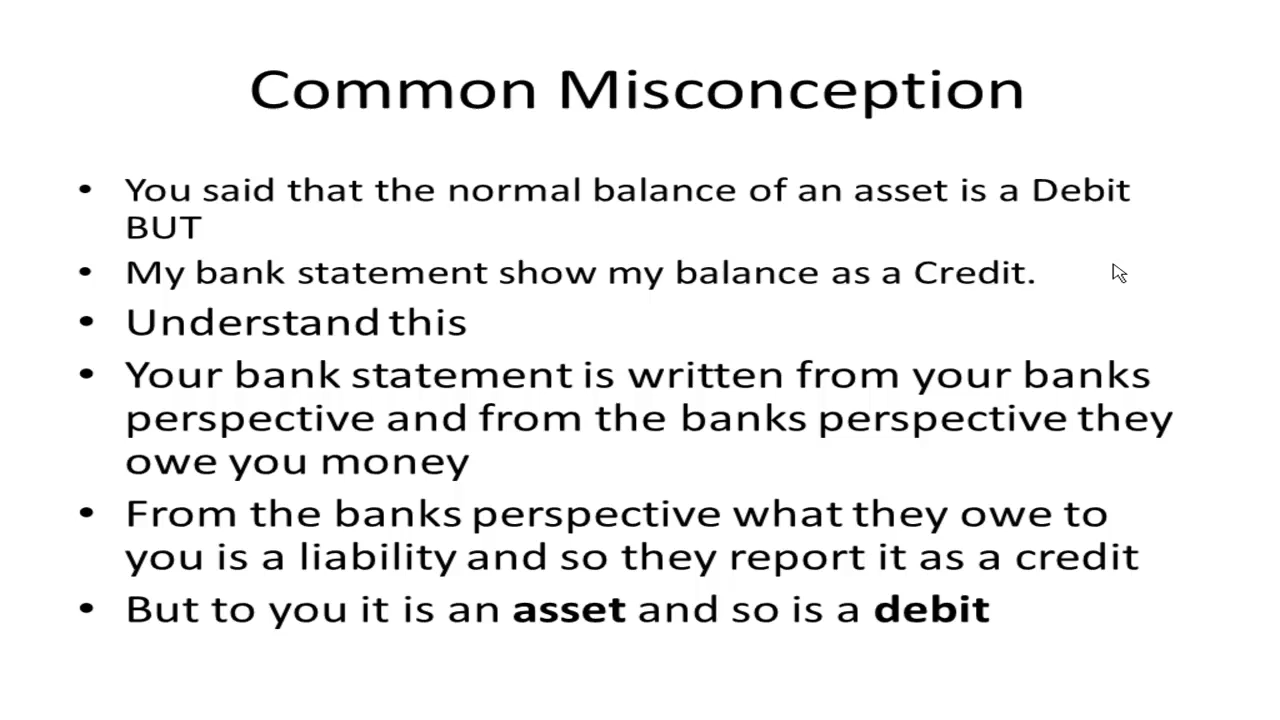 Common Misconception
• You said that the normal balance of an asset is a Debit
BUT
• My bank statement show my balance as a Credit.
• Understand this
• Your bank statement is written from your banks
perspective and from the banks perspective they
owe you money
• From the banks perspective what they owe to
you is a liability and so they report it as a credit
• But to you it is an asset and so is a debit